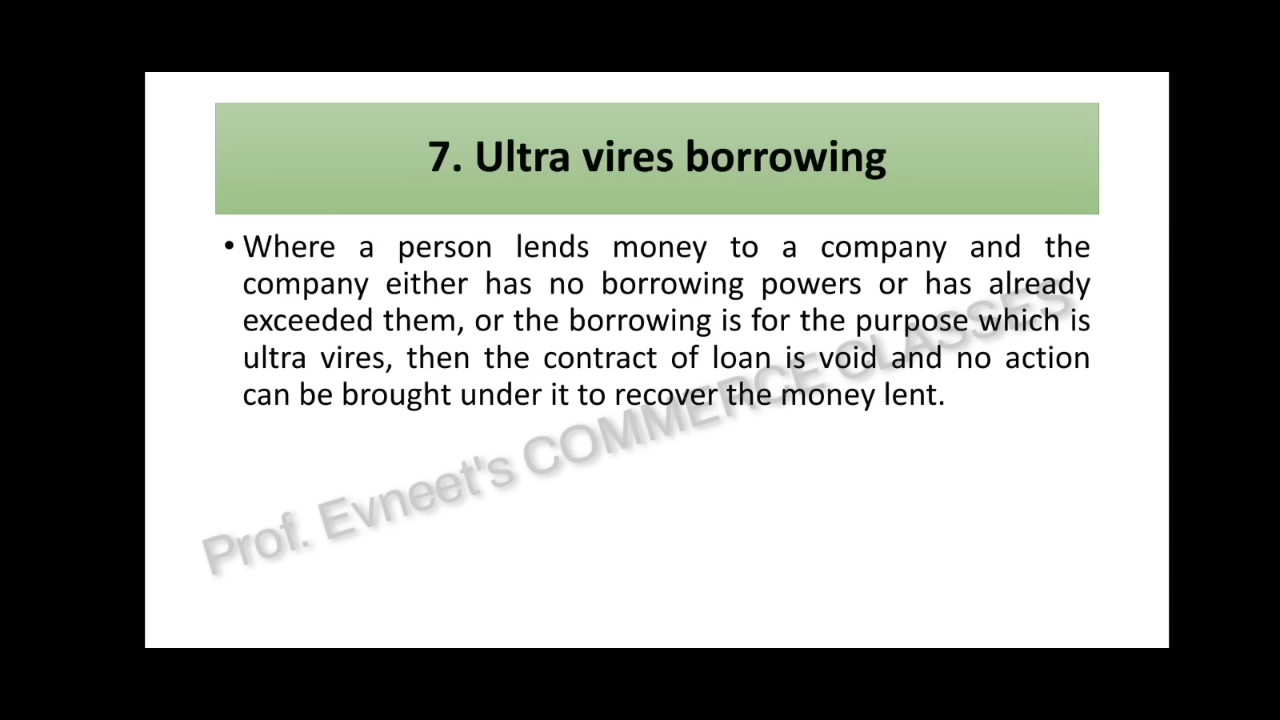 7. Ultra vires borrowing
• Where a person lends money to a company and the
company either has no borrowing powers or has already
exceeded them, or the borrowing is for the purpose which is
ultra vires, then the contract of loan is void and no action
can be brought under it to recover the money lent.
Prof. Evneet's COMMERCE CLASSES